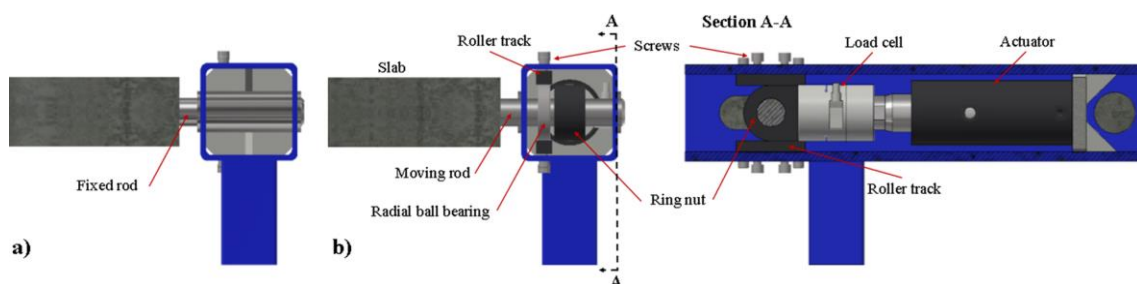 A
Section A-A
Roller track
Screws
Load cell
Actuator
Slab
Fixed rod
Moving rod
Ring nut
Roller track
Radial ball bearing
a)
b)
A